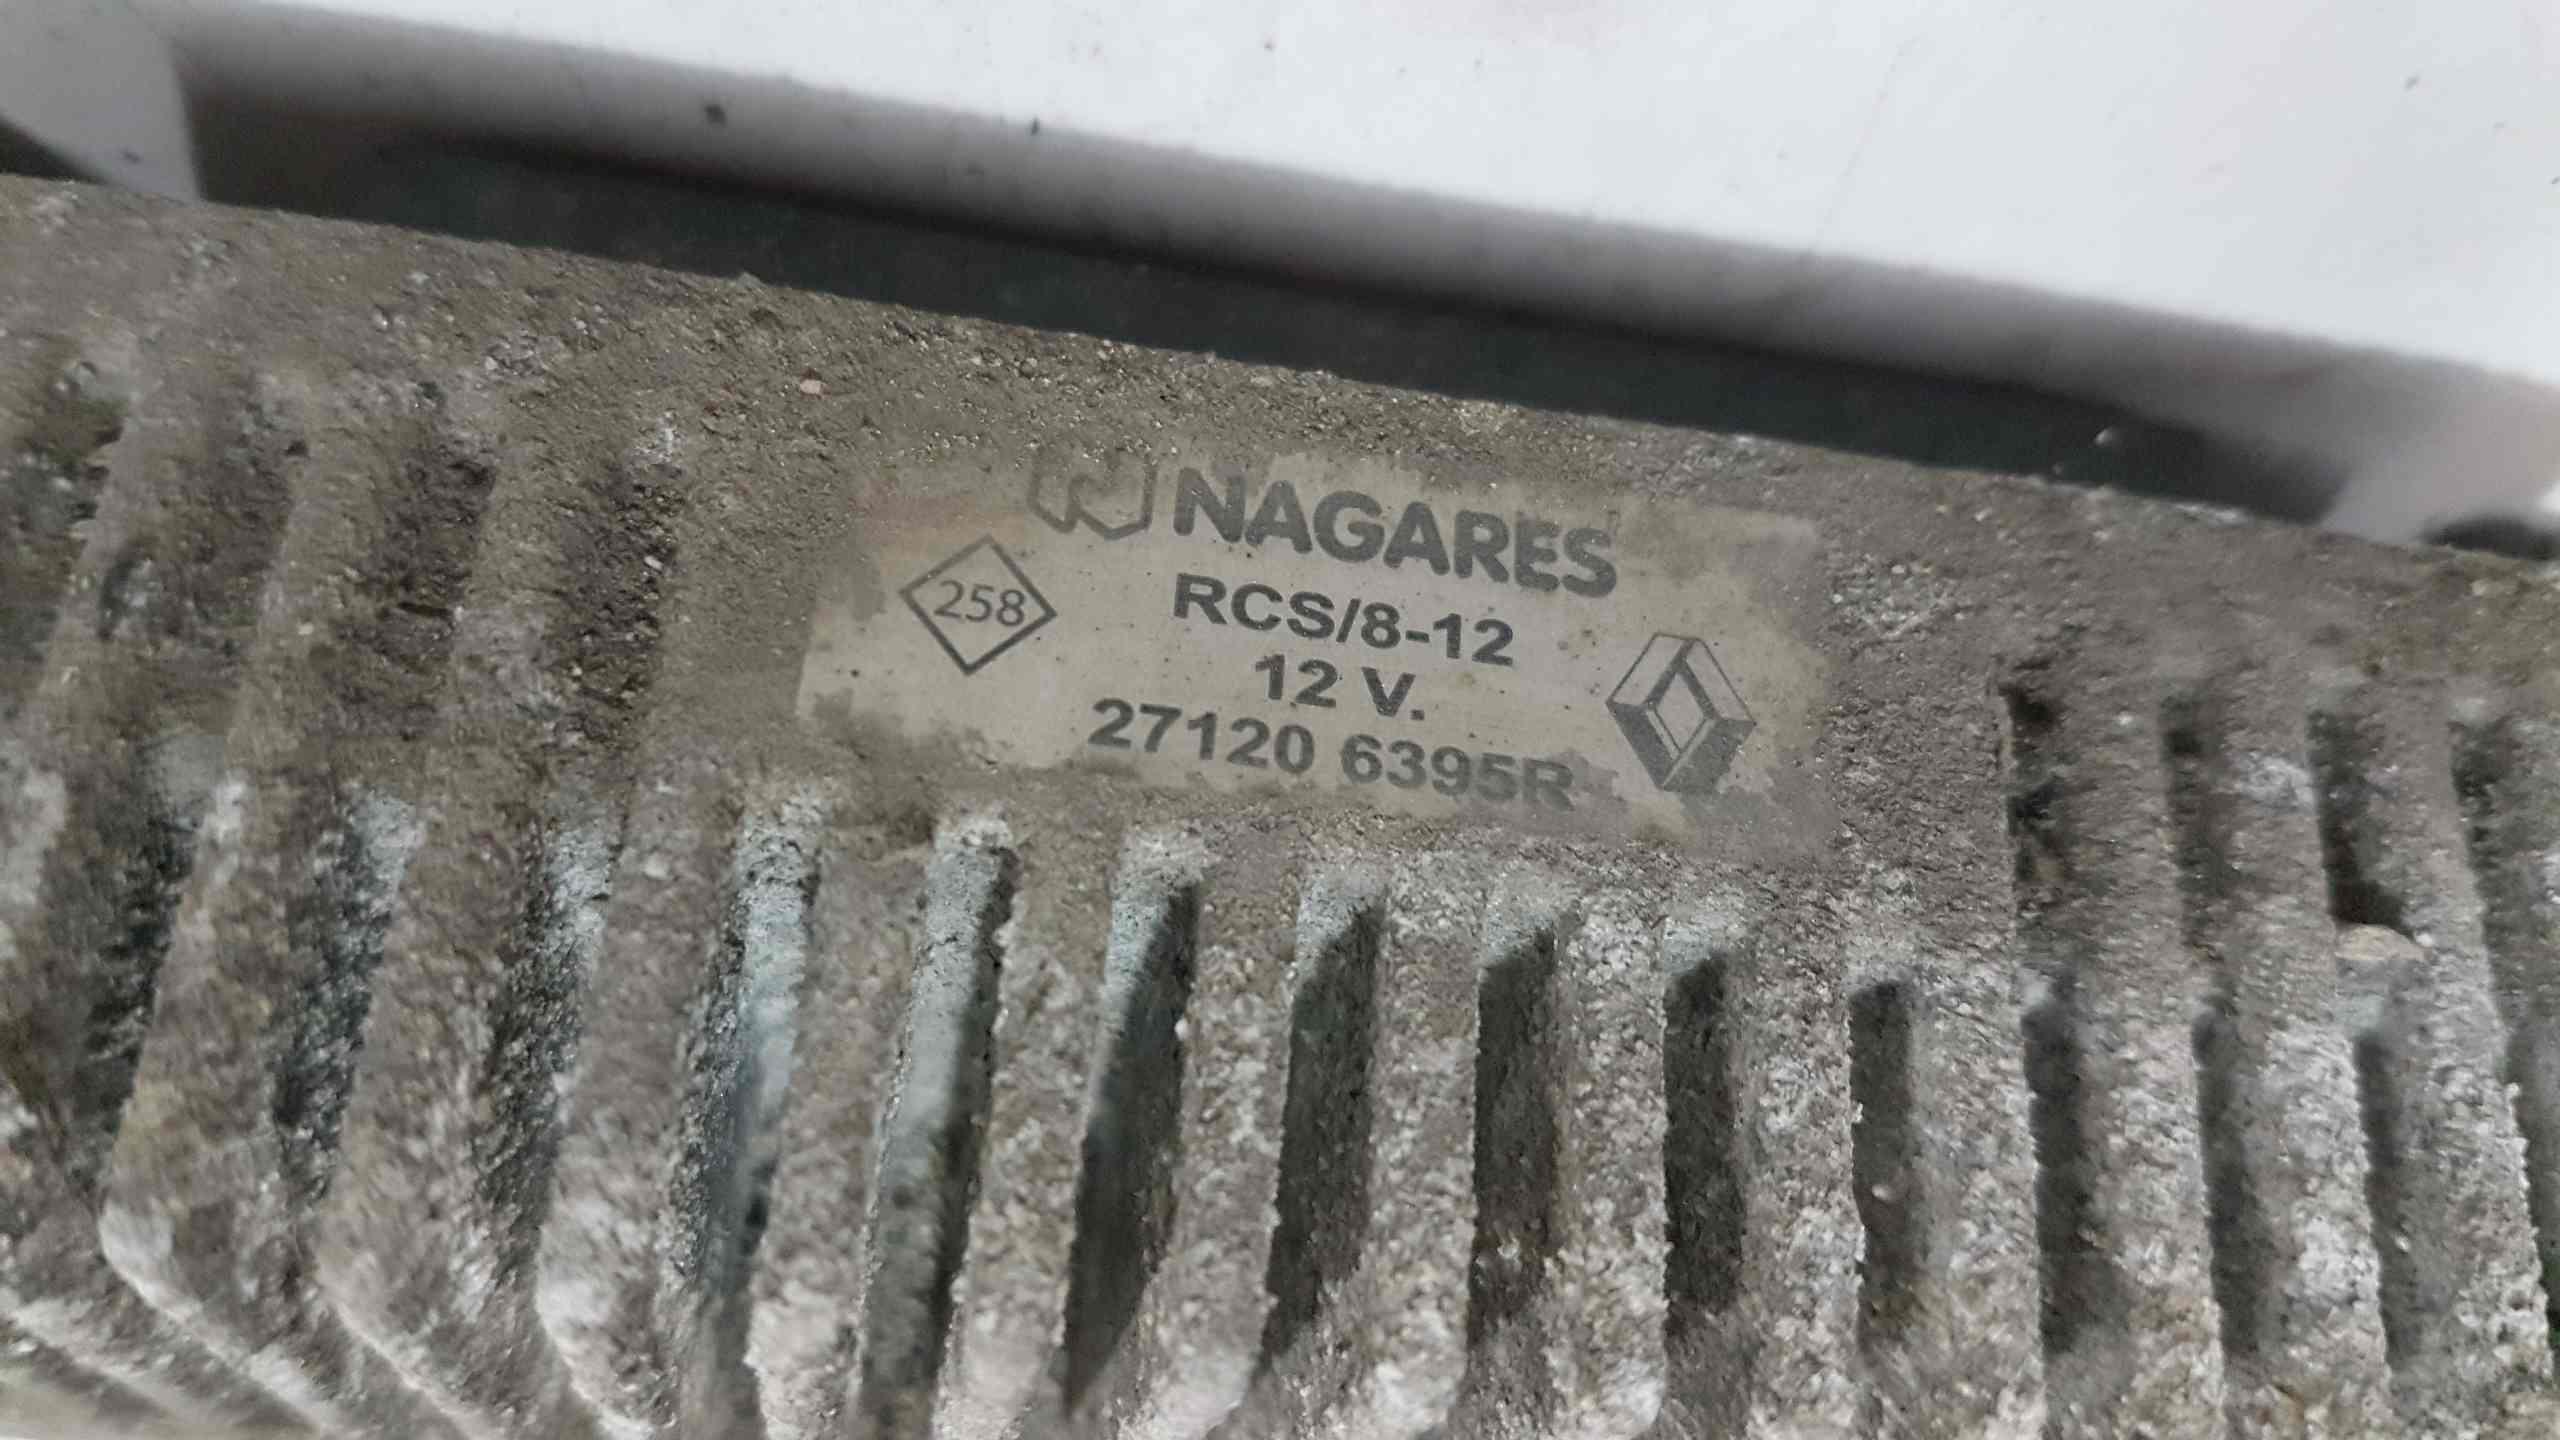 NAGARES
258
RCS/8-12
12 V.
27120 6395R